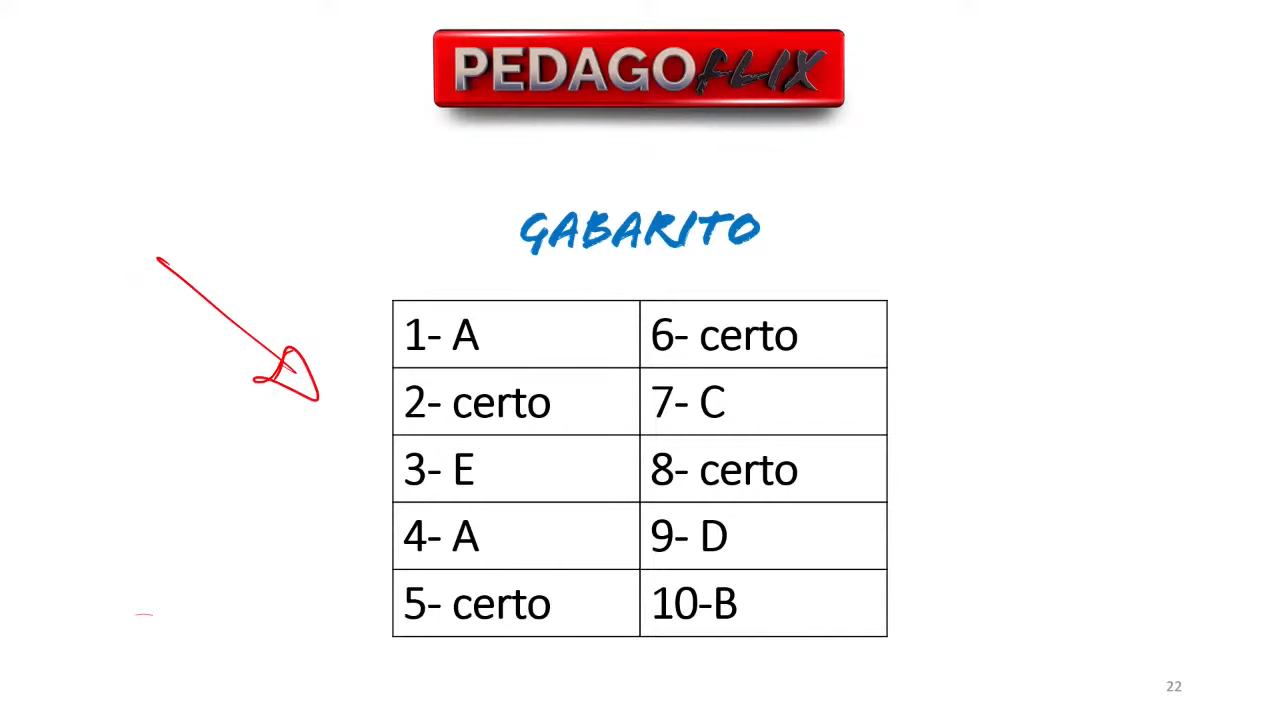 PEDAGOFLIX
GABARITO
1- A
6- certo
2- certo
7- C
3- E
8- certo
4- A
9- D
5- certo
10-B
22